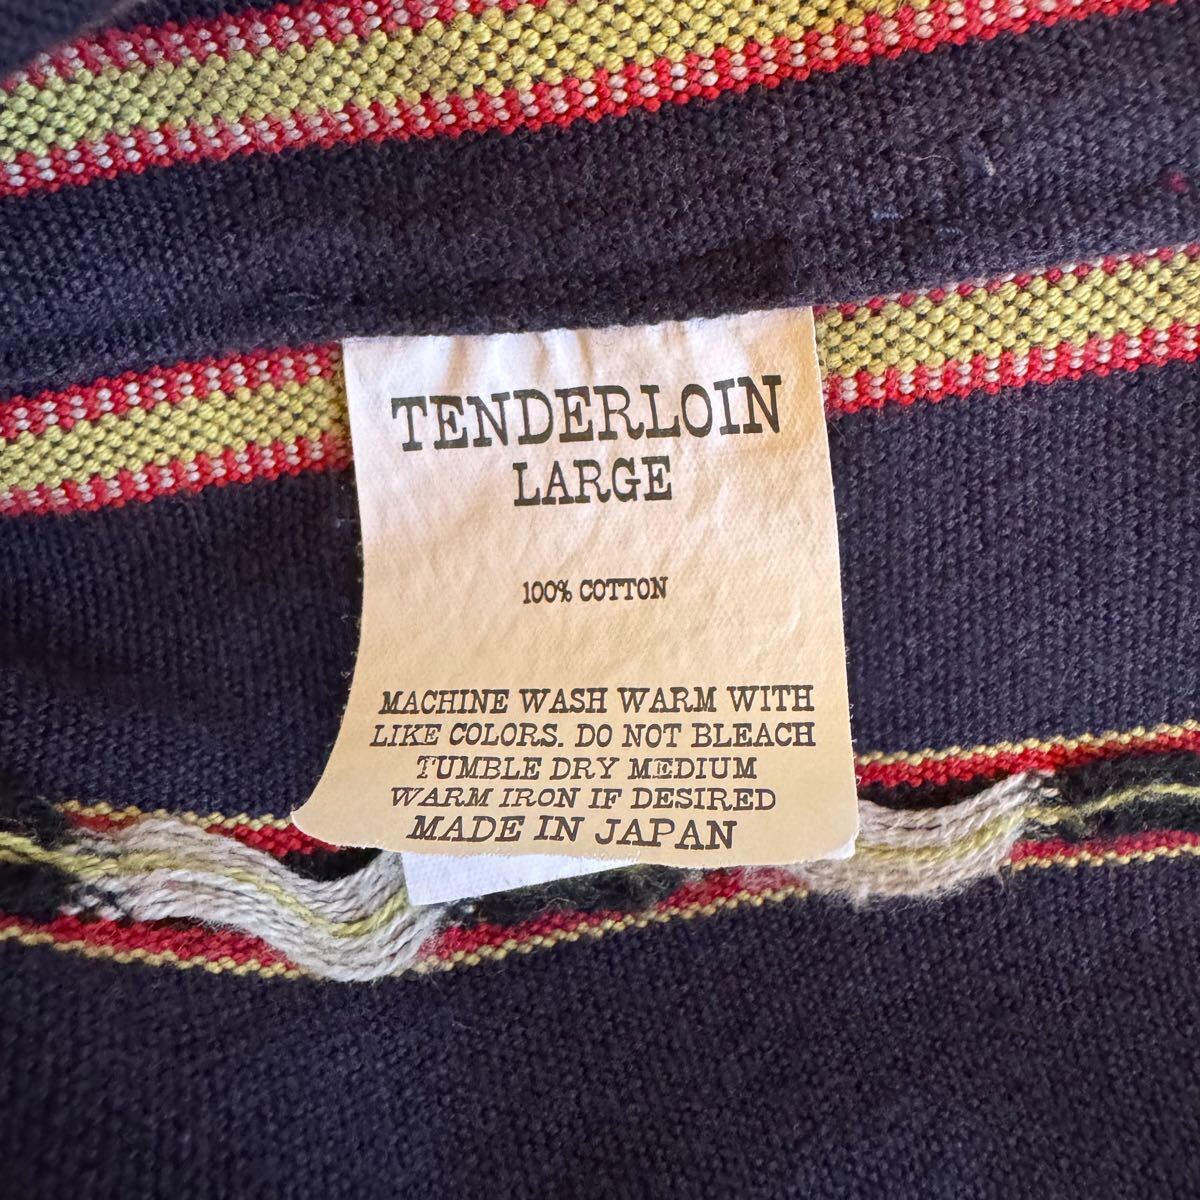 TENDERLOIN
LARGE
100% COTTON
MACHINE WASH WARM WITH
LIKE COLORS. DO NOT BLEACH
TUMBLE DRY MEDIUM
WARM IRON IF DESIRED
MADE IN JAPAN